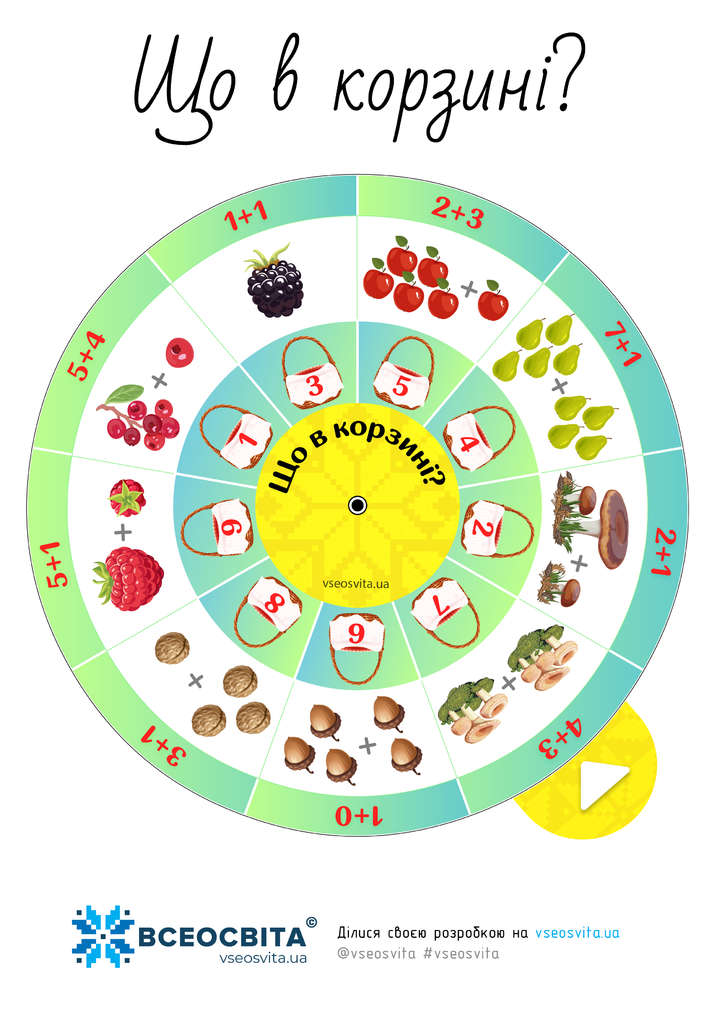 Що в корзині?
1+1
2+3
7+1
2+1
4+3
1+0
3+1
5+1
5+4
3
5
4
2
7
9
8
6
1
Що в корзині?
vseosvita.ua
ВСЕОСВІТА©
vseosvita.ua
Ділися своєю розробкою на vseosvita.ua
@vseosvita #vseosvita